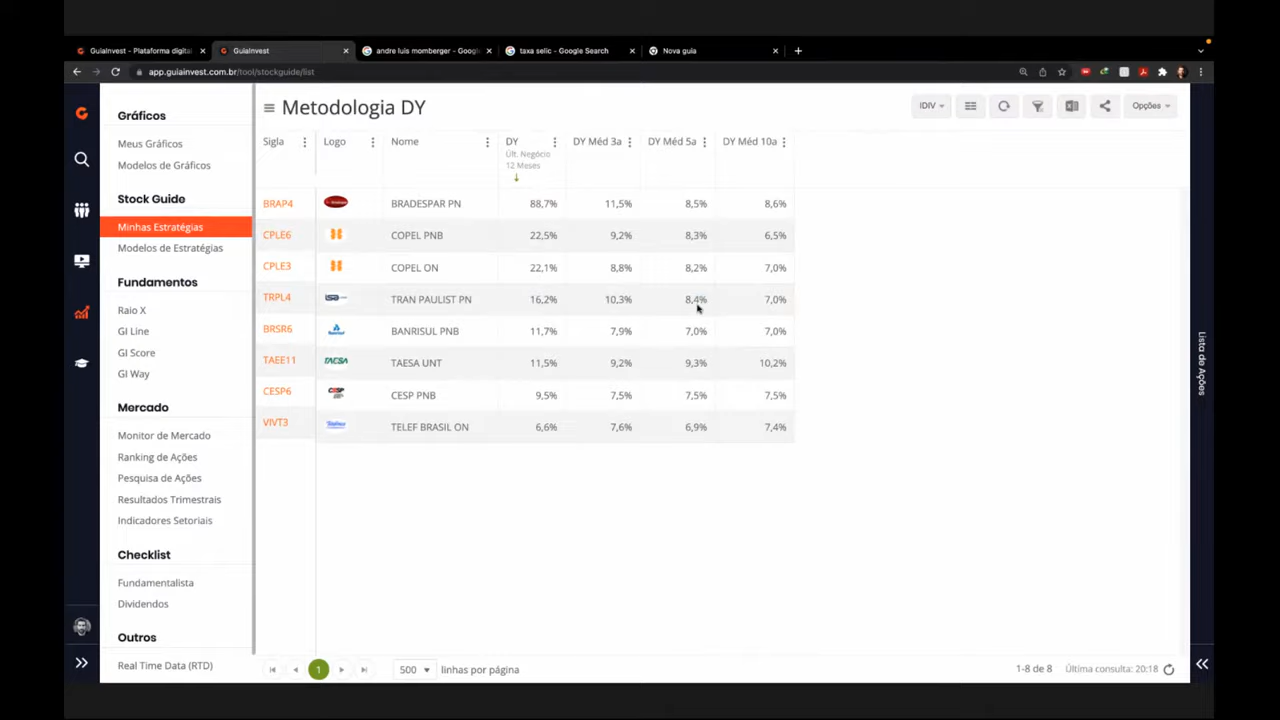 GuiaInvest - Plataforma digital
GuiaInvest
andre luis momberger - Goog
taxa selic - Google Search
Nova guia
app.guiainvest.com.br/tool/stockguide/list
Gráficos
Meus Gráficos
Modelos de Gráficos
Stock Guide
Minhas Estratégias
Modelos de Estratégias
Fundamentos
Raio X
GI Line
GI Score
GI Way
Mercado
Monitor de Mercado
Ranking de Ações
Pesquisa de Ações
Resultados Trimestrais
Indicadores Setoriais
Checklist
Fundamentalista
Dividendos
Outros
Real Time Data (RTD)
Metodologia DY
IDIV
Opções
Sigla Logo Nome DY DY Méd 3a DY Méd 5a DY Méd 10a
Últ. Negócio
12 Meses
BRAP4 BRADESPAR PN 88,7% 11,5% 8,5% 8,6%
CPLE6 COPEL PNB 22,5% 9,2% 8,3% 6,5%
CPLE3 COPEL ON 22,1% 8,8% 8,2% 7,0%
TRPL4 TRAN PAULIST PN 16,2% 10,3% 8,4% 7,0%
BRSR6 BANRISUL PNB 11,7% 7,9% 7,0% 7,0%
TAEE11 TAESA TAESA UNT 11,5% 9,2% 9,3% 10,2%
CESP6 CESP CESP PNB 9,5% 7,5% 7,5% 7,5%
VIVT3 TELEF BRASIL ON 6,6% 7,6% 6,9% 7,4%
1 500 linhas por página 1-8 de 8 Última consulta: 20:18
Lista de Ações